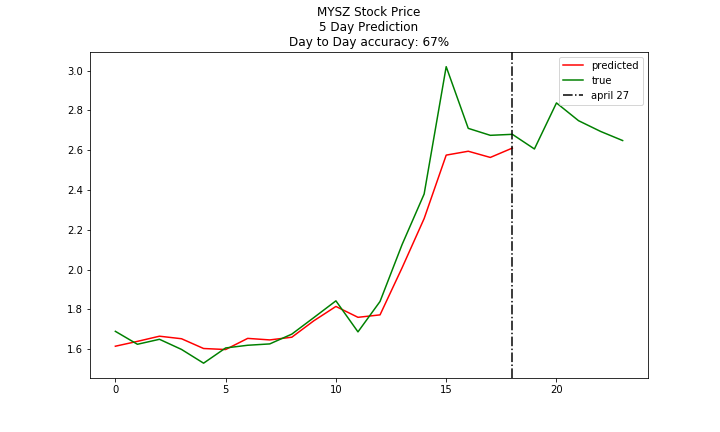 MYSZ Stock Price
5 Day Prediction
Day to Day accuracy: 67%
predicted
true
april 27
3.0
2.8
2.6
2.4
2.2
2.0
1.8
1.6
0 5 10 15 20